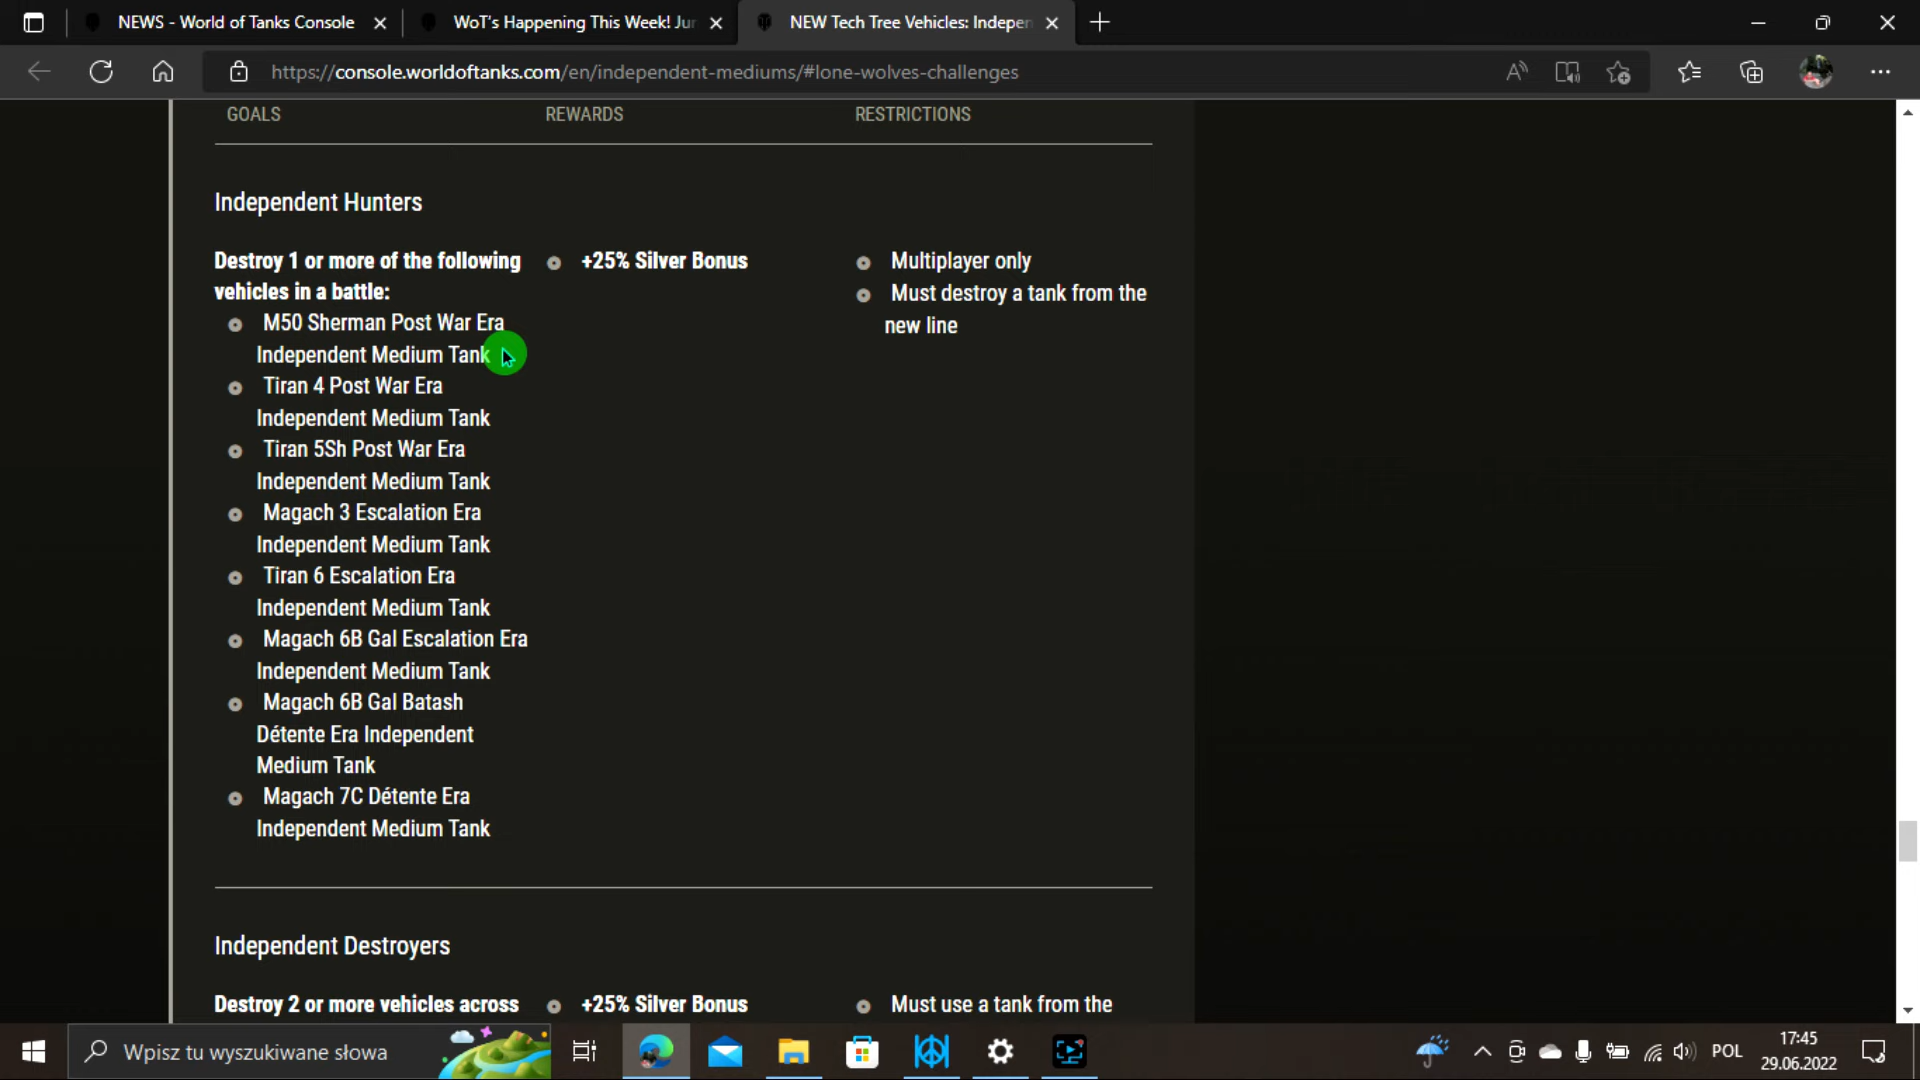 NEWS - World of Tanks Console
WoT's Happening This Week! Jun
NEW Tech Tree Vehicles: Indepen
https://console.worldoftanks.com/en/independent-mediums/#lone-wolves-challenges
GOALS
REWARDS
RESTRICTIONS
Independent Hunters
Destroy 1 or more of the following
vehicles in a battle:
M50 Sherman Post War Era
Independent Medium Tank
Tiran 4 Post War Era
Independent Medium Tank
Tiran 5Sh Post War Era
Independent Medium Tank
Magach 3 Escalation Era
Independent Medium Tank
Tiran 6 Escalation Era
Independent Medium Tank
Magach 6B Gal Escalation Era
Independent Medium Tank
Magach 6B Gal Batash
Détente Era Independent
Medium Tank
Magach 7C Détente Era
Independent Medium Tank
+25% Silver Bonus
Multiplayer only
Must destroy a tank from the
new line
Independent Destroyers
Destroy 2 or more vehicles across
+25% Silver Bonus
Must use a tank from the
Wpisz tu wyszukiwane słowa
POL
17:45
29.06.2022